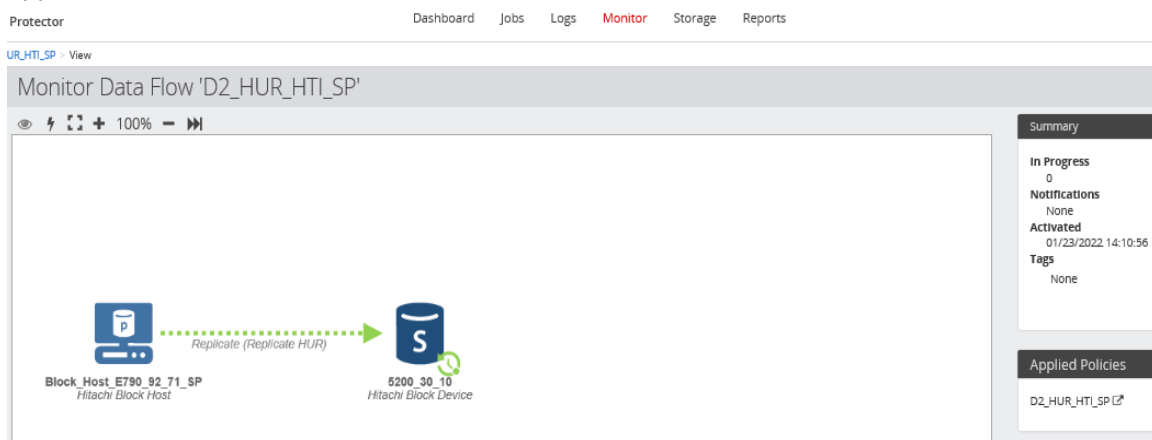 Protector
Dashboard Jobs Logs Monitor Storage Reports
UR_HTI_SP > View
Monitor Data Flow 'D2_HUR_HTI_SP'
100%
Summary
In Progress
0
Notifications
None
Activated
01/23/2022 14:10:56
Tags
None
P
S
Replicate (Replicate HUR)
Block_Host_E790_92_71_SP
Hitachi Block Host
5200_30_10
Hitachi Block Device
Applied Policies
D2_HUR_HTI_SP